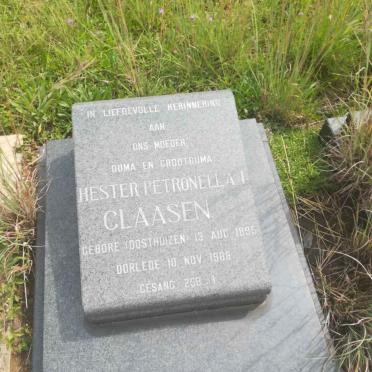 IN LIEFDEVOLLE HERINNERING
AAN
ONS MOEDER,
OUMA EN GROOTOUMA
HESTER PETRONELLA I.
CLAASEN
GEBORE OOSTHUIZEN 13 AUG. 1895
OORLEDE 10 NOV 1988
GESANG 208 :